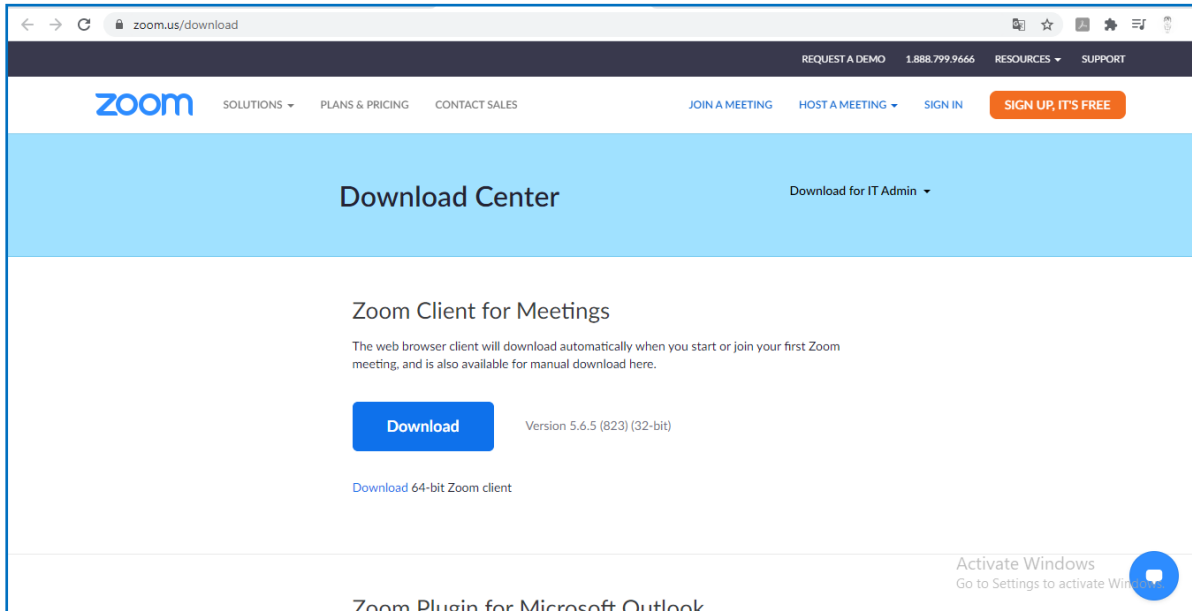 zoom.us/download
REQUEST A DEMO 1.888.799.9666 RESOURCES SUPPORT
zoom SOLUTIONS PLANS & PRICING CONTACT SALES JOIN A MEETING HOST A MEETING SIGN IN SIGN UP, IT'S FREE
Download Center Download for IT Admin
Zoom Client for Meetings
The web browser client will download automatically when you start or join your first Zoom
meeting, and is also available for manual download here.
Download Version 5.6.5 (823) (32-bit)
Download 64-bit Zoom client
Activate Windows
Go to Settings to activate Windows.
Zoom Plugin for Microsoft Outlook